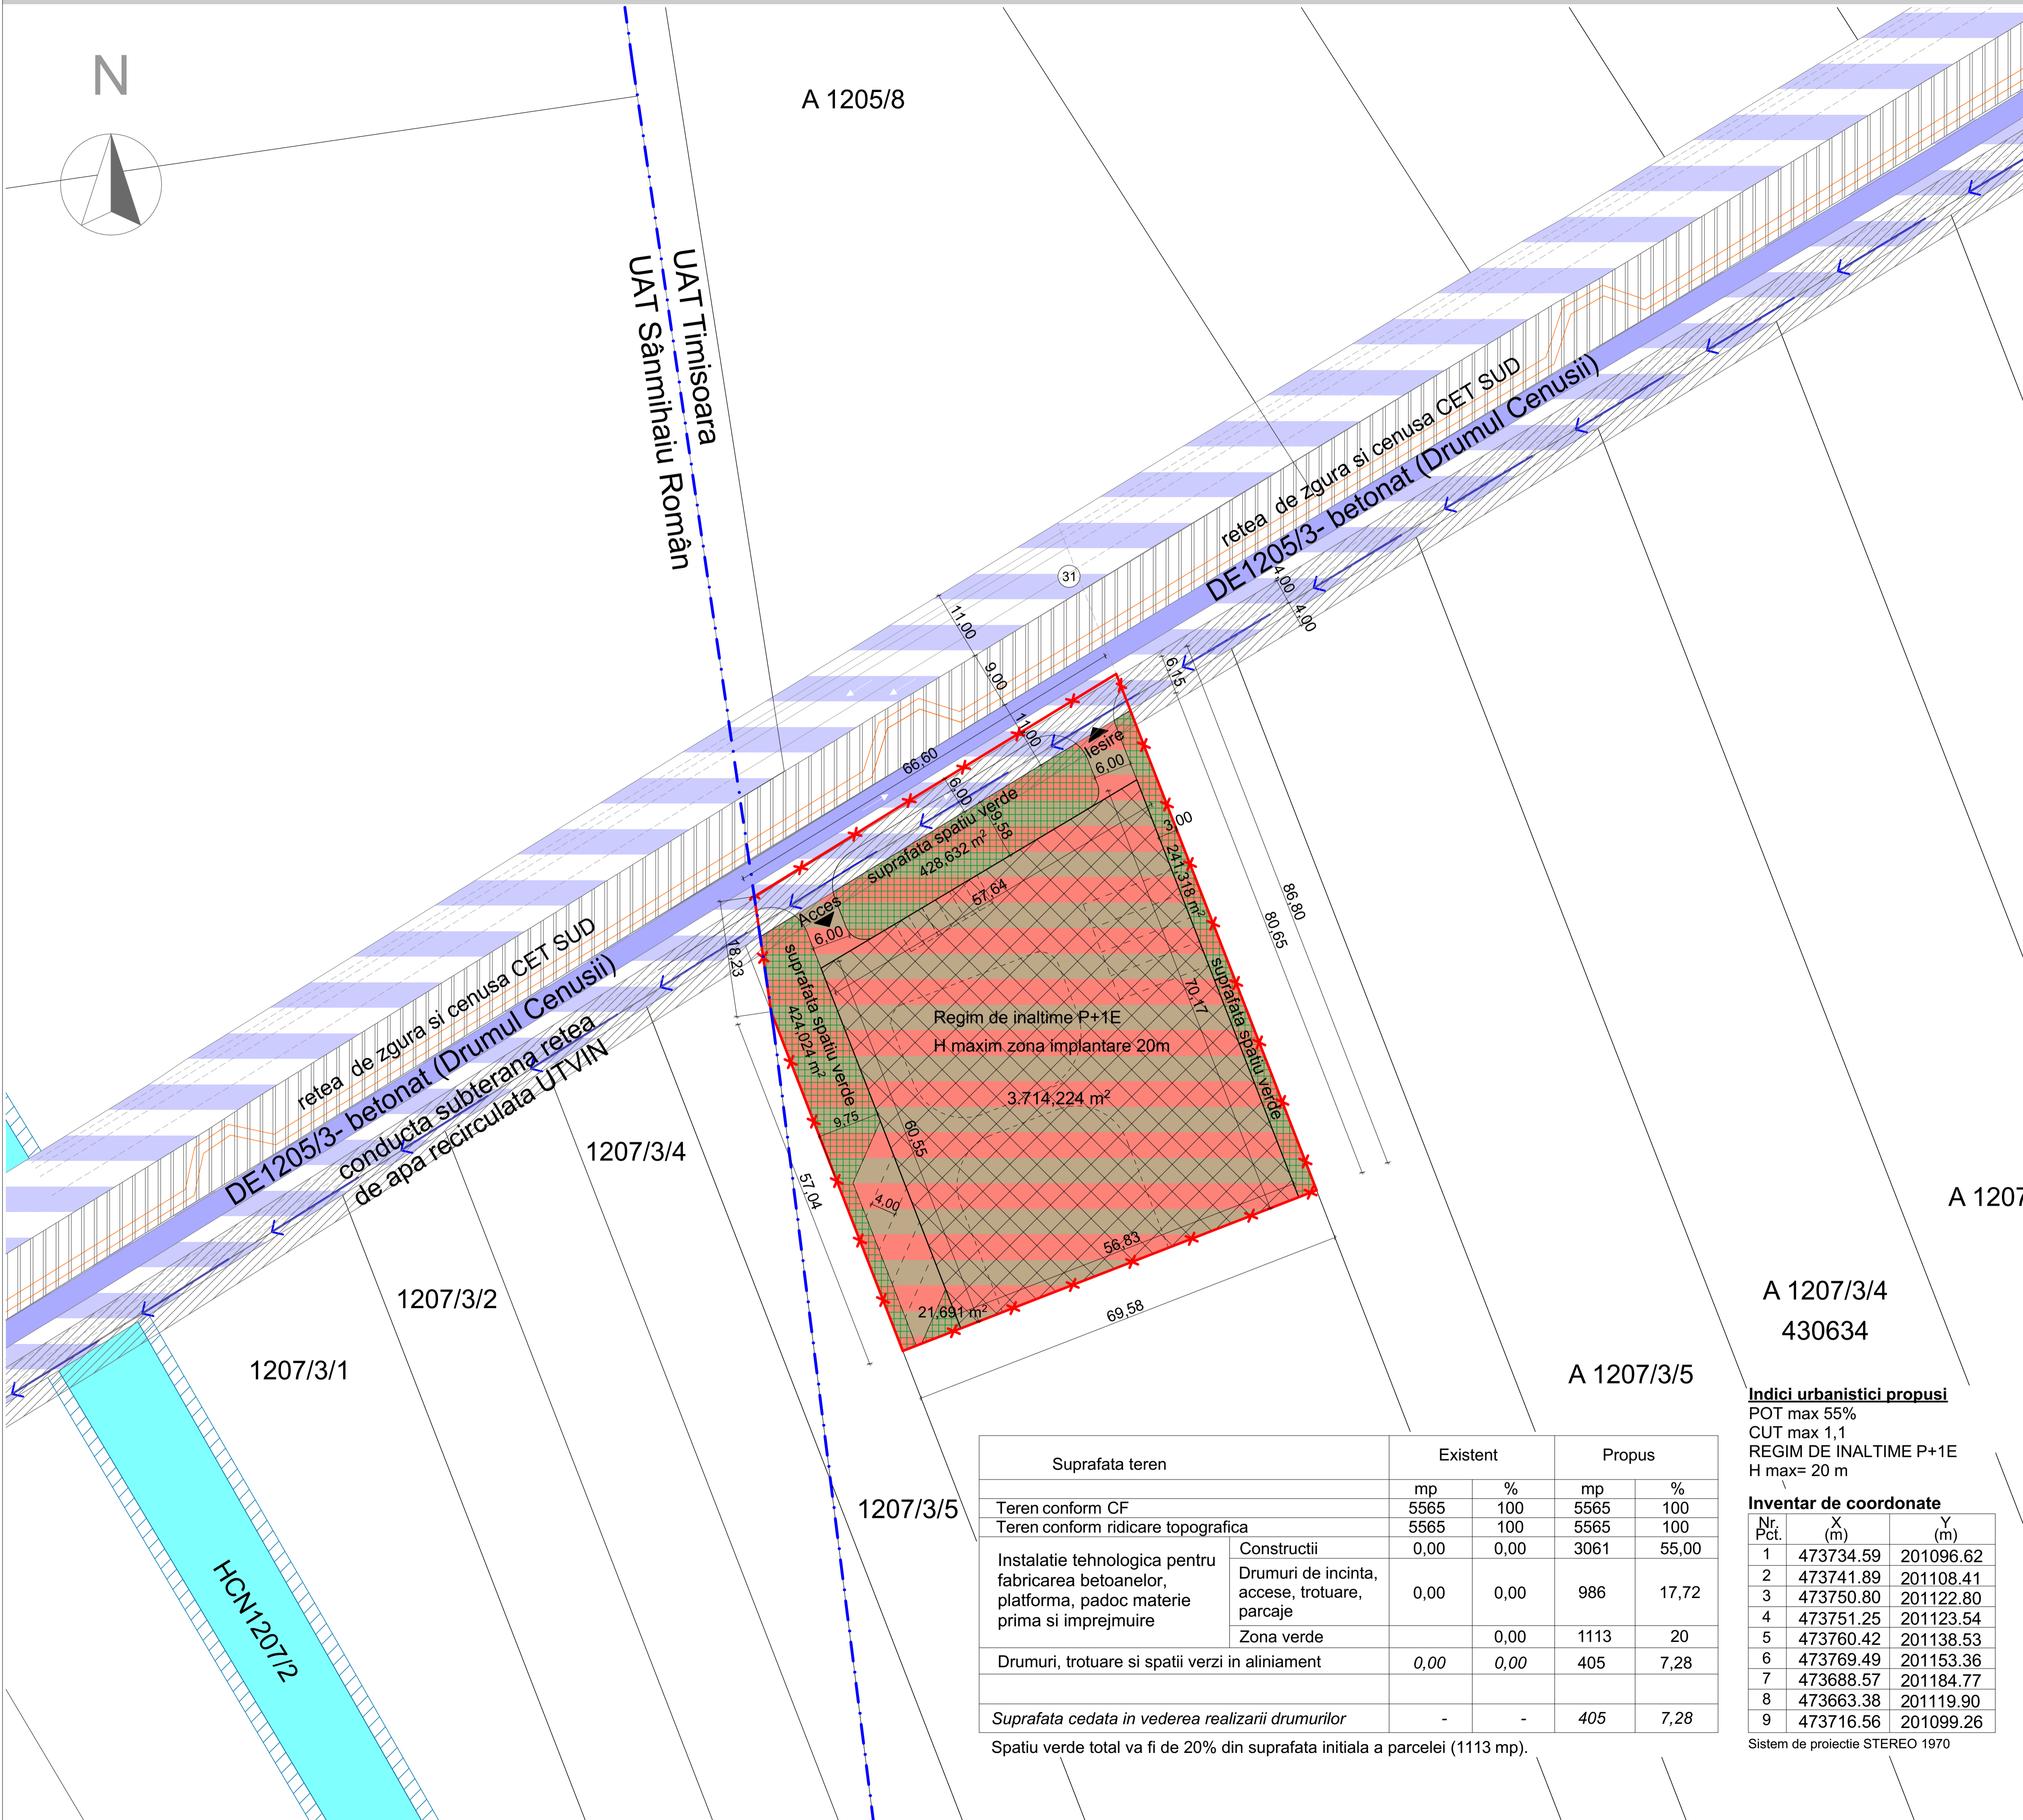 N
A 1205/8
UAT Timisoara
UAT Sânmihaiu Român
retea de zgura si cenusa CET SUD
DE1205/3- betonat (Drumul Cenusii)
4,00
4,00
31
11,00
9,00
11,00
6,15
66,60
Iesire
6,00
6,00
9,58
suprafata spatiu verde
428,632 m²
3,00
241,318 m²
57,64
86,80
80,65
Acces
6,00
18,23
suprafata spatiu verde
424,024 m²
70,17
suprafata spatiu verde
Regim de inaltime P+1E
H maxim zona implantare 20m
3.714,224 m²
9,75
60,55
57,04
4,00
56,83
21,691 m²
69,58
retea de zgura si cenusa CET SUD
DE1205/3- betonat (Drumul Cenusii)
conducta subterana retea
de apa recirculata UTVIN
1207/3/4
1207/3/2
1207/3/1
1207/3/5
HCN1207/2
A 1207
A 1207/3/4
430634
A 1207/3/5
Indici urbanistici propusi
POT max 55%
CUT max 1,1
REGIM DE INALTIME P+1E
H max= 20 m
Suprafata teren Existent Propus
mp % mp %
Teren conform CF 5565 100 5565 100
Teren conform ridicare topografica 5565 100 5565 100
Instalatie tehnologica pentru
fabricarea betoanelor,
platforma, padoc materie
prima si imprejmuire
Constructii 0,00 0,00 3061 55,00
Drumuri de incinta,
accese, trotuare,
parcaje
0,00 0,00 986 17,72
Zona verde 0,00 1113 20
Drumuri, trotuare si spatii verzi in aliniament 0,00 0,00 405 7,28
Suprafata cedata in vederea realizarii drumurilor - - 405 7,28
Spatiu verde total va fi de 20% din suprafata initiala a parcelei (1113 mp).
Inventar de coordonate
Nr. X Y
Pct. (m) (m)
1 473734.59 201096.62
2 473741.89 201108.41
3 473750.80 201122.80
4 473751.25 201123.54
5 473760.42 201138.53
6 473769.49 201153.36
7 473688.57 201184.77
8 473663.38 201119.90
9 473716.56 201099.26
Sistem de proiectie STEREO 1970